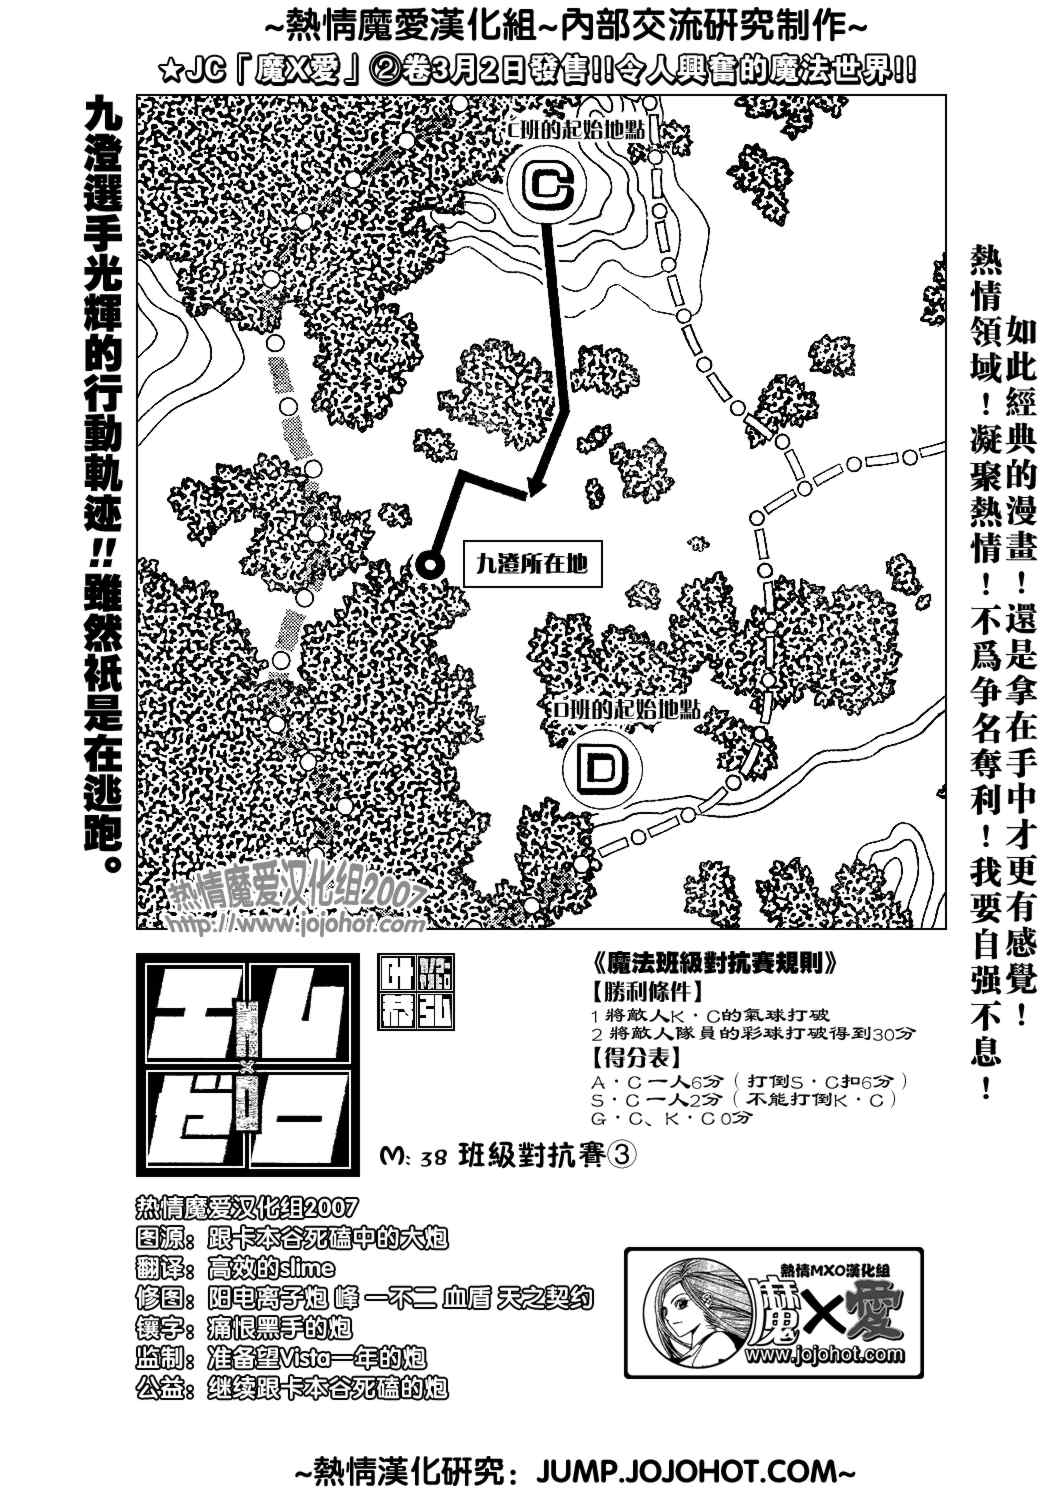 ~熱情魔愛漢化組~內部交流研究制作~
★JC「魔X愛」②卷3月2日發售!!令人興奮的魔法世界!!
如此經典的漫畫！還是拿在手中才更有感覺！
熱情領域！凝聚熱情！不爲争名奪利！我要自强不息！
九澄選手光輝的行動軌迹!!雖然衹是在逃跑。
C班的起始地點
C
九澄所在地
D班的起始地點
D
热情魔爱汉化组2007
http://www.jojohot.com
エム
ゼロ
叶恭弘
《魔法班級對抗賽規則》
【勝利條件】
1 將敵人K・C的氣球打破
2 將敵人隊員的彩球打破得到30分
【得分表】
A・C 一人6分（打倒S・C扣6分）
S・C 一人2分（不能打倒K・C）
G・C、K・C 0分
M: 38 班級對抗賽③
热情魔爱汉化组2007
图源：跟卡本谷死磕中的大炮
翻译：高效的slime
修图：阳电离子炮 峰 一不二 血盾 天之契约
镶字：痛恨黑手的炮
监制：准备望Vista一年的炮
公益：继续跟卡本谷死磕的炮
熱情MXO漢化組
魔×愛
www.jojohot.com
~熱情漢化研究：JUMP.JOJOHOT.COM~